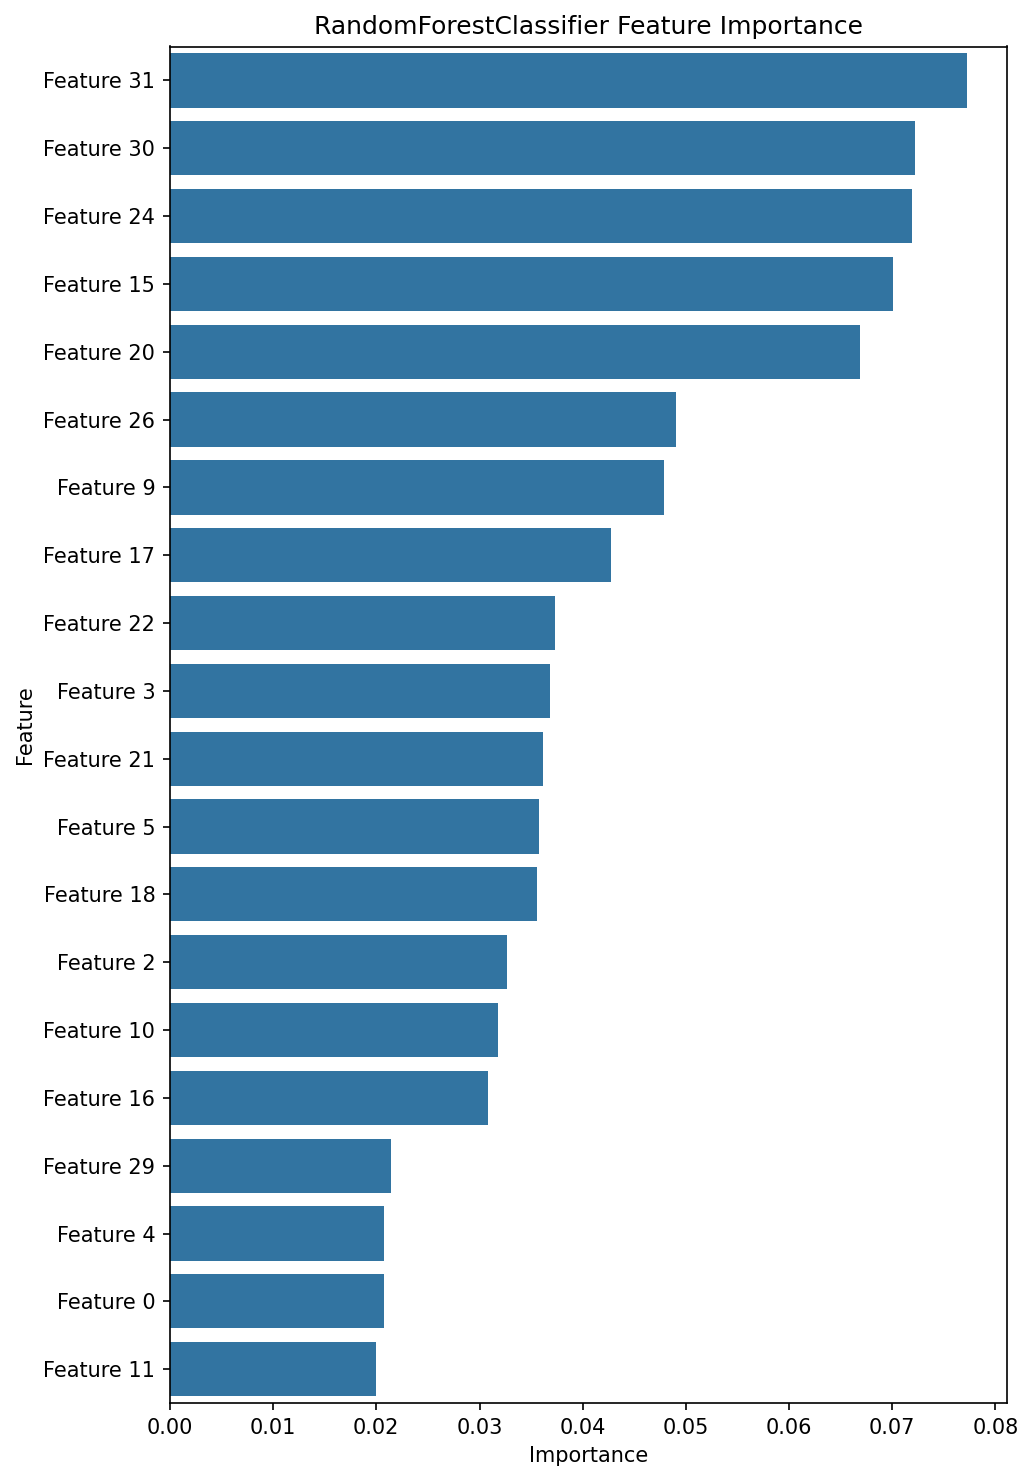 RandomForestClassifier Feature Importance
Feature 31
Feature 30
Feature 24
Feature 15
Feature 20
Feature 26
Feature 9
Feature 17
Feature 22
Feature 3
Feature 21
Feature 5
Feature 18
Feature 2
Feature 10
Feature 16
Feature 29
Feature 4
Feature 0
Feature 11
Feature
0.00 0.01 0.02 0.03 0.04 0.05 0.06 0.07 0.08
Importance